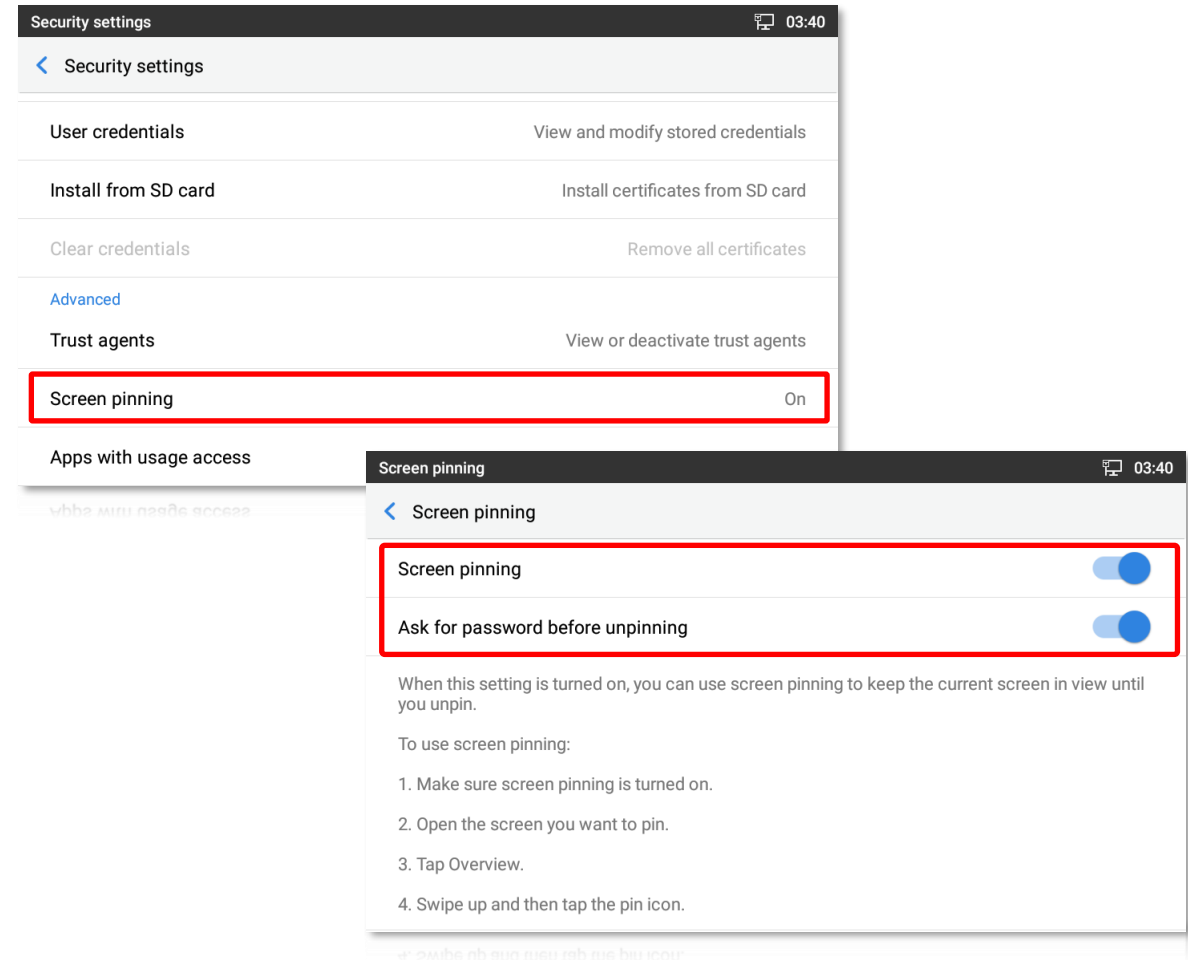 Security settings 03:40
Security settings
User credentials View and modify stored credentials
Install from SD card Install certificates from SD card
Clear credentials Remove all certificates
Advanced
Trust agents View or deactivate trust agents
Screen pinning On
Apps with usage access
Screen pinning 03:40
Screen pinning
Screen pinning
Ask for password before unpinning
When this setting is turned on, you can use screen pinning to keep the current screen in view until
you unpin.
To use screen pinning:
1. Make sure screen pinning is turned on.
2. Open the screen you want to pin.
3. Tap Overview.
4. Swipe up and then tap the pin icon.